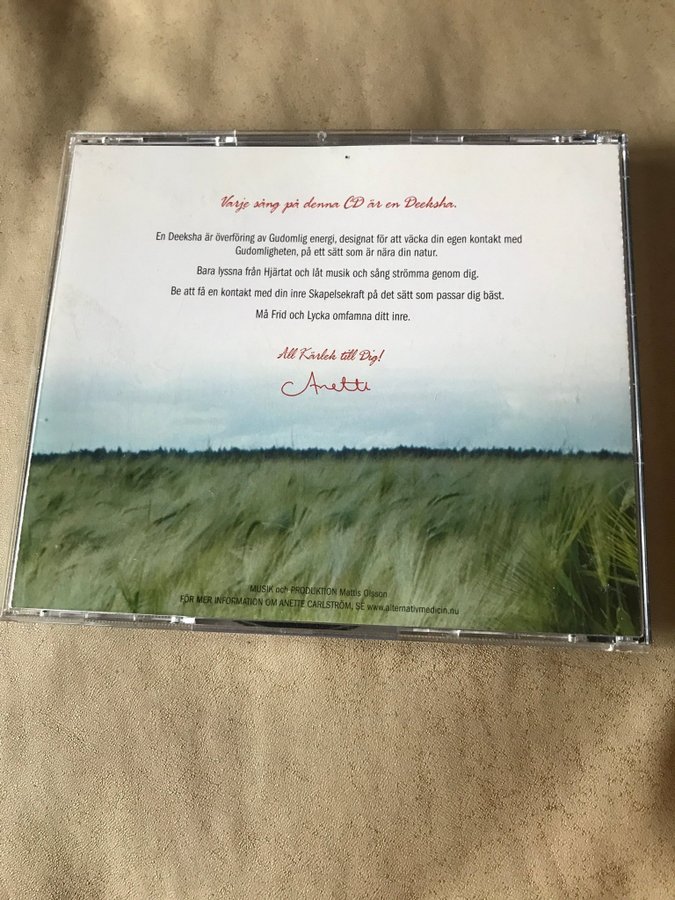 Varje sång på denna CD är en Deeksha.
En Deeksha är överföring av Gudomlig energi, designat för att väcka din egen kontakt med
Gudomligheten, på ett sätt som är nära din natur.
Bara lyssna från Hjärtat och låt musik och sång strömma genom dig.
Be att få en kontakt med din inre Skapelsekraft på det sätt som passar dig bäst.
Må Frid och Lycka omfamna ditt inre.
All Kärlek till Dig!
Anette
MUSIK och PRODUKTION Mattis Olsson
FÖR MER INFORMATION OM ANETTE CARLSTRÖM, SE www.alternativmedicin.nu